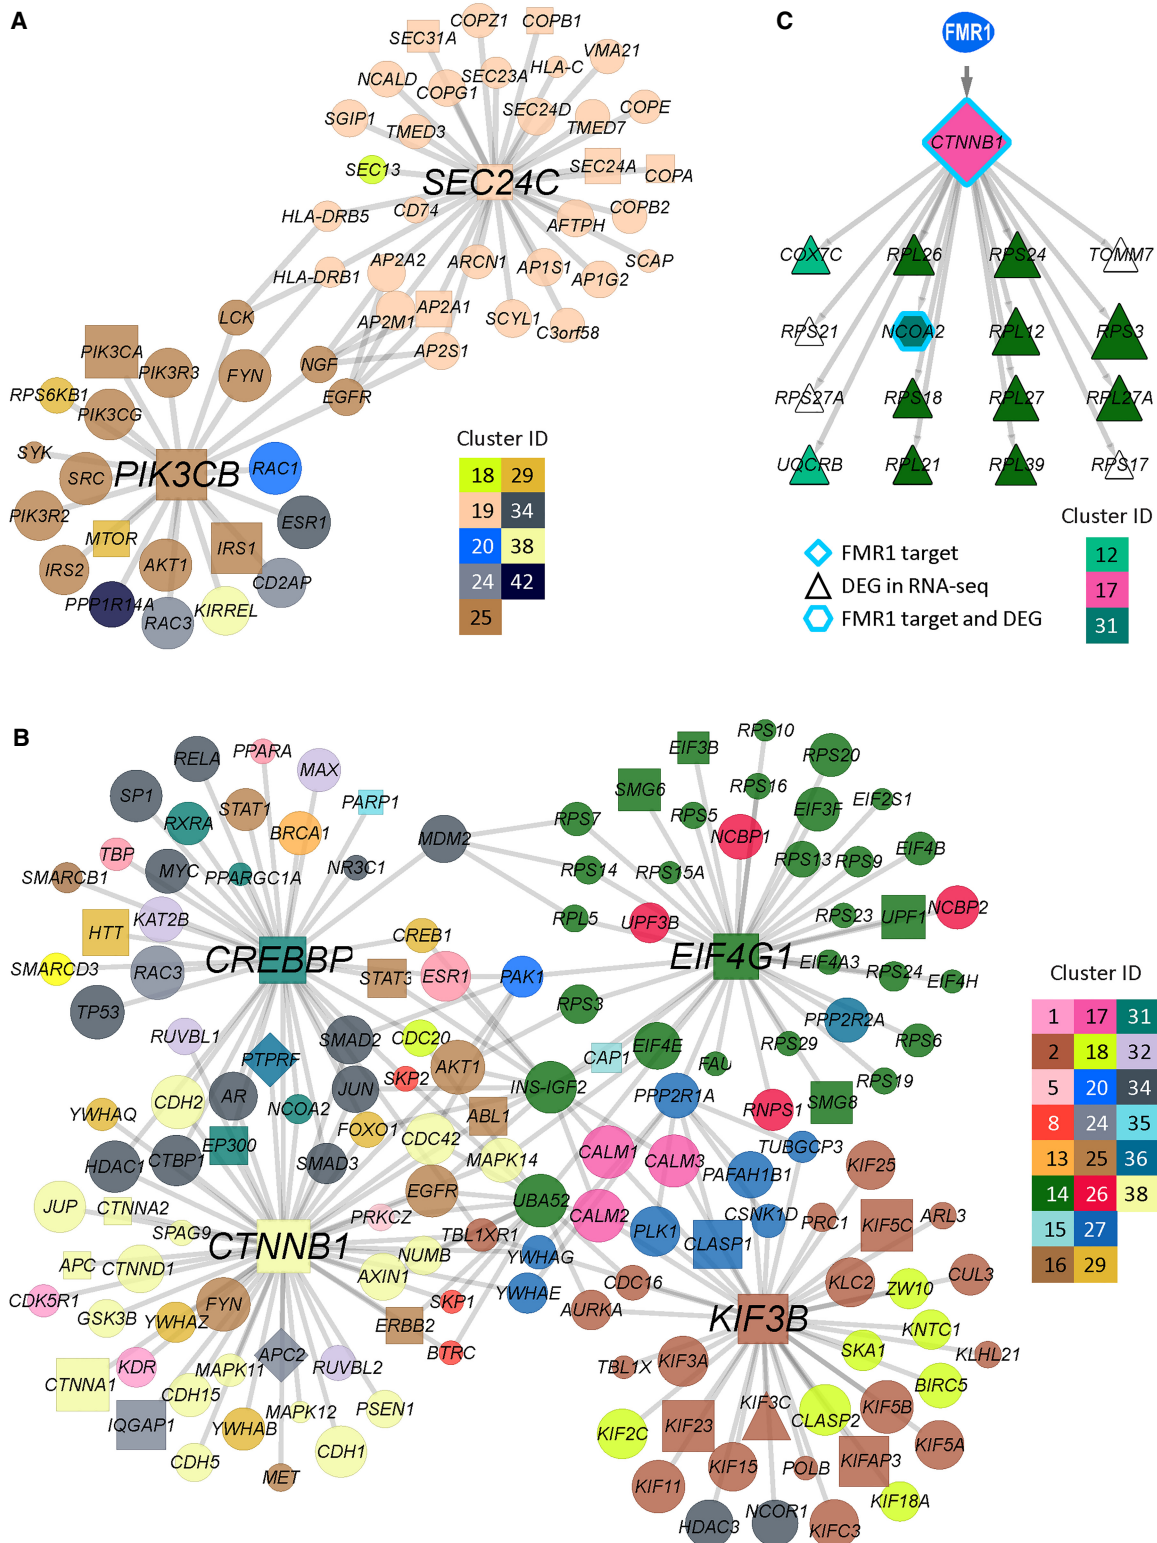 A
COPZ1
COPB1
SEC31A
VMA21
HLA-C
NCALD
SEC23A
COPG1
SEC24D
COPE
SGIP1
TMED3
TMED7
SEC13
SEC24C
SEC24A
COPA
HLA-DRB5
CD74
COPB2
AFTPH
HLA-DRB1
AP2A2
ARCN1
AP1S1
SCAP
AP1G2
LCK
AP2M1
AP2A1
SCYL1
C3orf58
PIK3CA
PIK3R3
FYN
NGF
AP2S1
RPS6KB1
PIK3CG
EGFR
SYK
SRC
PIK3CB
RAC1
PIK3R2
MTOR
IRS1
ESR1
IRS2
AKT1
CD2AP
PPP1R14A
RAC3
KIRREL
Cluster ID
18 29
19 34
20 38
24 42
25
C
FMR1
CTNNB1
COX7C RPL26 RPS24 TOMM7
RPS21 NCOA2 RPL12 RPS3
RPS27A RPS18 RPL27 RPL27A
UQCRB RPL21 RPL39 RPS17
FMR1 target
DEG in RNA-seq
FMR1 target and DEG
Cluster ID
12
17
31
B
RELA
PPARA
MAX
SP1
RXRA
STAT1
PARP1
BRCA1
TBP
MYC
PPARGC1A
NR3C1
MDM2
SMARCB1
HTT
KAT2B
CREBBP
CREB1
SMARCD3
RAC3
STAT3
ESR1
PAK1
TP53
RUVBL1
PTPRF
SMAD2
CDC20
AKT1
SKP2
JUN
AR
CDH2
NCOA2
YWHAQ
FOXO1
ABL1
CDC42
HDAC1
CTBP1
EP300
SMAD3
MAPK14
EGFR
RPS10
EIF3B
RPS20
SMG6
RPS16
EIF3F
EIF2S1
RPS7
RPS5
NCBP1
RPS14
RPS15A
RPS13
RPS9
EIF4B
RPL5
UPF3B
RPS23
UPF1
NCBP2
EIF4G1
EIF4A3
RPS24
EIF4H
RPS3
PPP2R2A
RPS6
EIF4E
CAP1
FAU
RPS29
RPS19
INS-IGF2
PPP2R1A
RNPS1
SMG8
CALM1
CALM3
TUBGCP3
PAFAH1B1
KIF25
UBA52
CALM2
PLK1
CSNK1D
PRC1
KIF5C
ARL3
CLASP1
JUP
CTNNA2
SPAG9
CTNNB1
PRKCZ
TBL1XR1
NUMB
YWHAG
APC
CTNND1
AXIN1
YWHAE
CDC16
AURKA
CDK5R1
GSK3B
YWHAZ
FYN
SKP1
ERBB2
BTRC
KDR
MAPK11
APC2
RUVBL2
CTNNA1
CDH15
MAPK12
PSEN1
IQGAP1
YWHAB
CDH5
CDH1
MET
KIF3B
KLC2
ZW10
CUL3
KNTC1
SKA1
KLHL21
TBL1X
KIF3A
BIRC5
KIF3C
CLASP2
KIF5B
KIF2C
KIF23
KIF5A
KIF15
POLB
KIFAP3
KIF11
KIF18A
HDAC3
NCOR1
KIFC3
Cluster ID
1 17 31
2 18 32
5 20 34
8 24 35
13 25 36
14 26 38
15 27
16 29